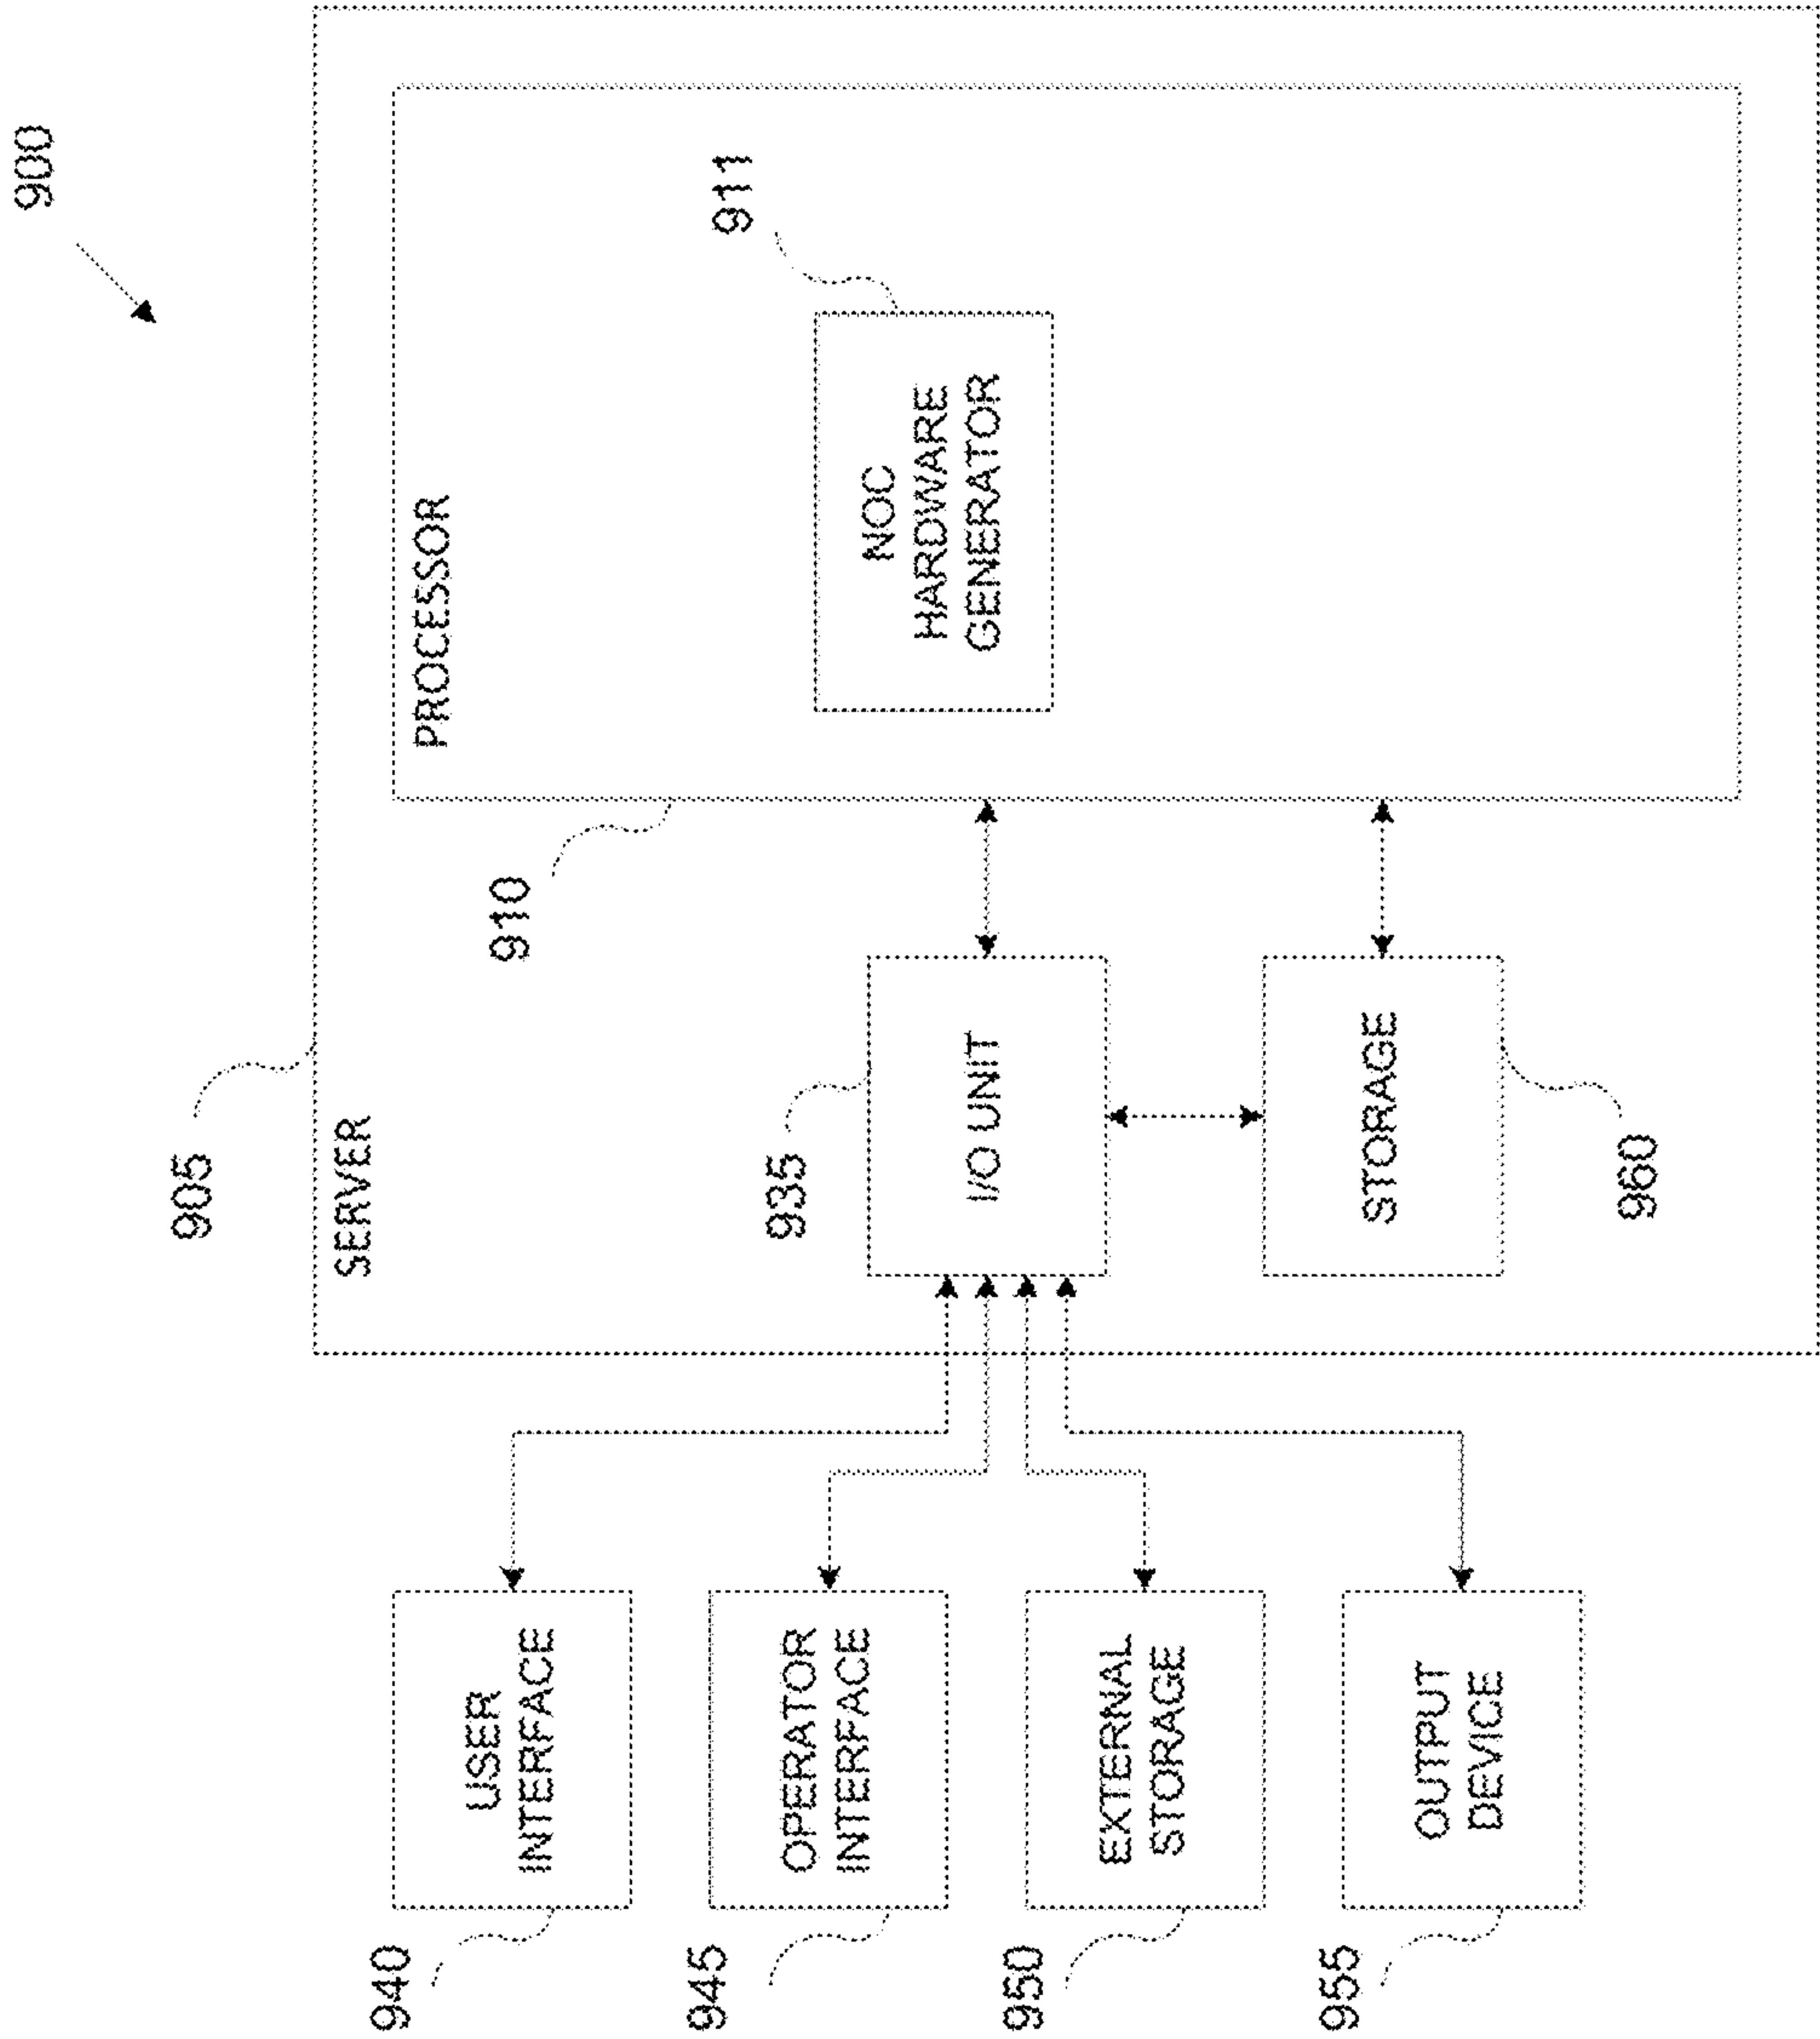 900
905
SERVER
910
PROCESSOR
911
NOC
HARDWARE
GENERATOR
935
I/O UNIT
STORAGE
960
940
USER
INTERFACE
945
OPERATOR
INTERFACE
950
EXTERNAL
STORAGE
955
OUTPUT
DEVICE